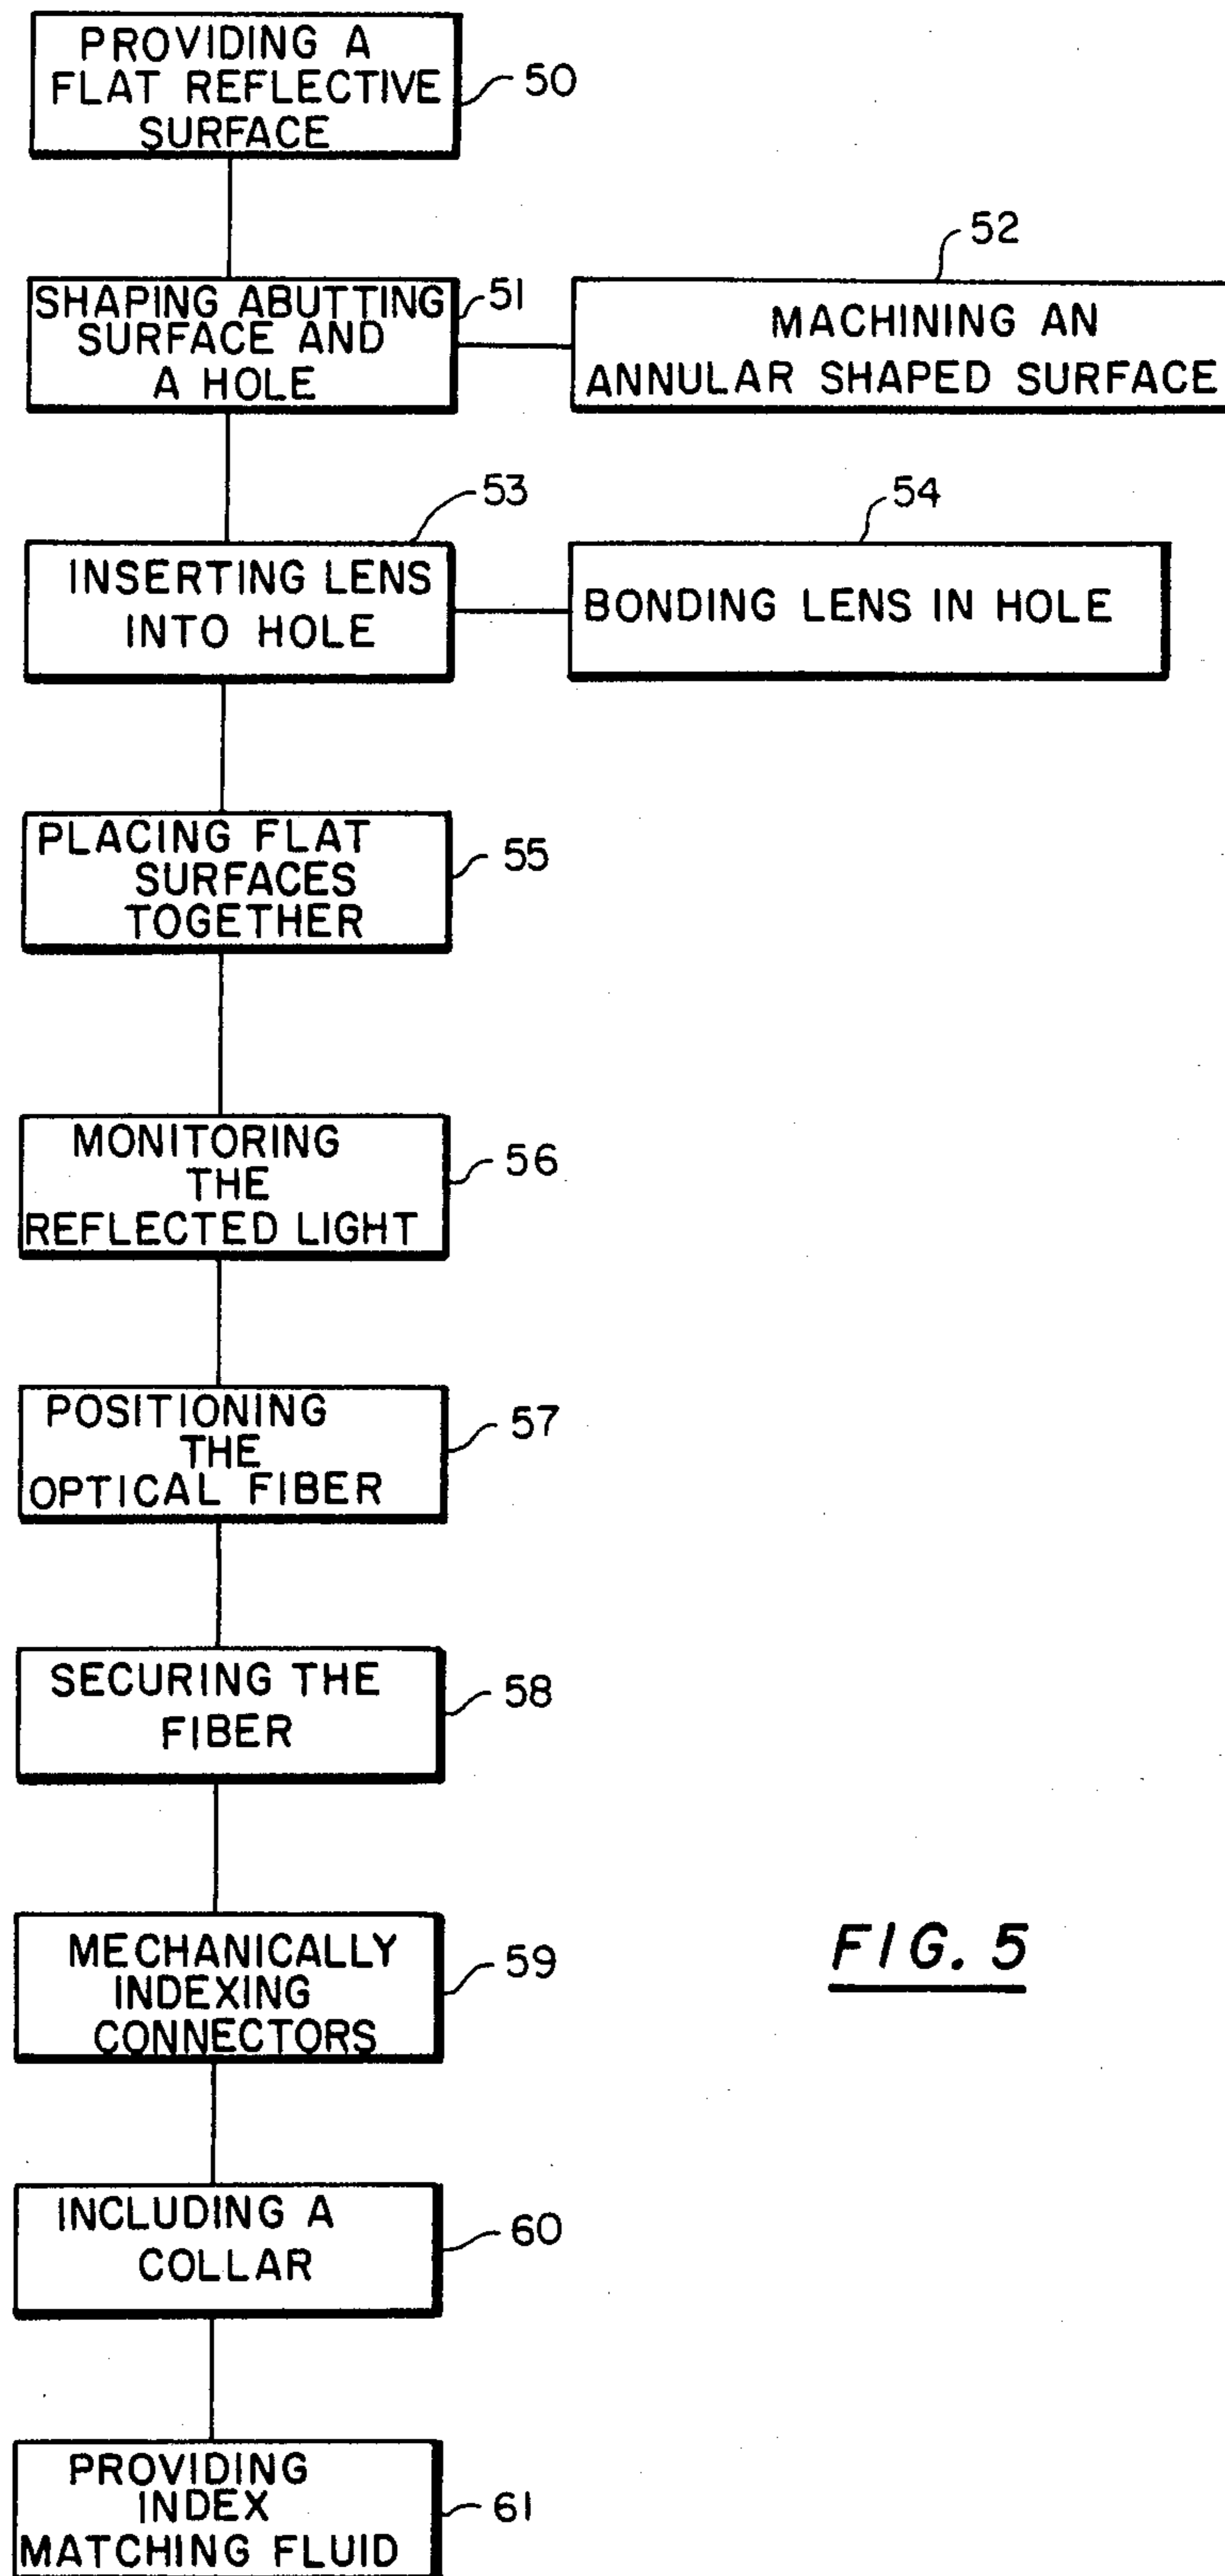 PROVIDING A
FLAT REFLECTIVE
SURFACE
50
SHAPING ABUTTING
SURFACE AND
A HOLE
51
52
MACHINING AN
ANNULAR SHAPED SURFACE
53
INSERTING LENS
INTO HOLE
54
BONDING LENS IN HOLE
PLACING FLAT
SURFACES
TOGETHER
55
MONITORING
THE
REFLECTED LIGHT
56
POSITIONING
THE
OPTICAL FIBER
57
SECURING THE
FIBER
58
MECHANICALLY
INDEXING
CONNECTORS
59
FIG. 5
INCLUDING A
COLLAR
60
PROVIDING
INDEX
MATCHING FLUID
61